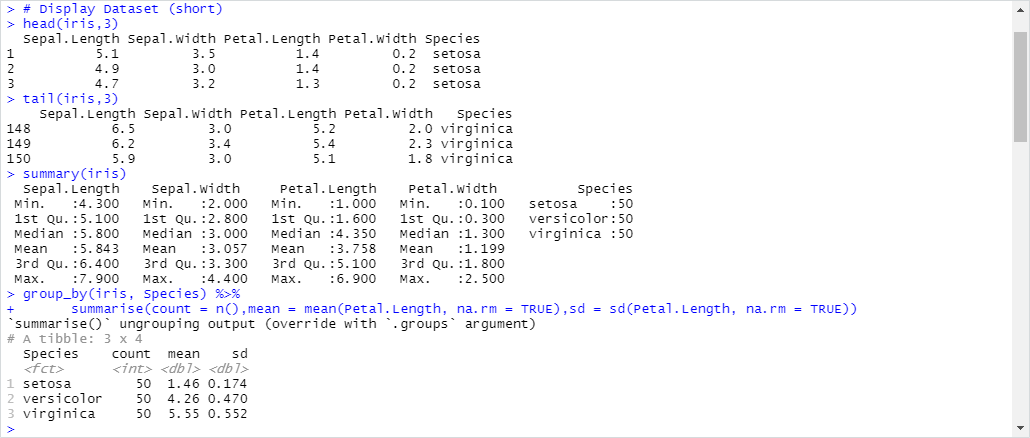 > # Display Dataset (short)
> head(iris,3)
  Sepal.Length Sepal.Width Petal.Length Petal.Width Species
1          5.1         3.5          1.4         0.2  setosa
2          4.9         3.0          1.4         0.2  setosa
3          4.7         3.2          1.3         0.2  setosa
> tail(iris,3)
    Sepal.Length Sepal.Width Petal.Length Petal.Width   Species
148          6.5         3.0          5.2         2.0 virginica
149          6.2         3.4          5.4         2.3 virginica
150          5.9         3.0          5.1         1.8 virginica
> summary(iris)
  Sepal.Length    Sepal.Width     Petal.Length    Petal.Width          Species
 Min.   :4.300   Min.   :2.000   Min.   :1.000   Min.   :0.100   setosa    :50
 1st Qu.:5.100   1st Qu.:2.800   1st Qu.:1.600   1st Qu.:0.300   versicolor:50
 Median :5.800   Median :3.000   Median :4.350   Median :1.300   virginica :50
 Mean   :5.843   Mean   :3.057   Mean   :3.758   Mean   :1.199
 3rd Qu.:6.400   3rd Qu.:3.300   3rd Qu.:5.100   3rd Qu.:1.800
 Max.   :7.900   Max.   :4.400   Max.   :6.900   Max.   :2.500
> group_by(iris, Species) %>%
+       summarise(count = n(),mean = mean(Petal.Length, na.rm = TRUE),sd = sd(Petal.Length, na.rm = TRUE))
`summarise()` ungrouping output (override with `.groups` argument)
# A tibble: 3 x 4
  Species    count  mean    sd
  <fct>      <int> <dbl> <dbl>
1 setosa        50  1.46 0.174
2 versicolor    50  4.26 0.470
3 virginica     50  5.55 0.552
>